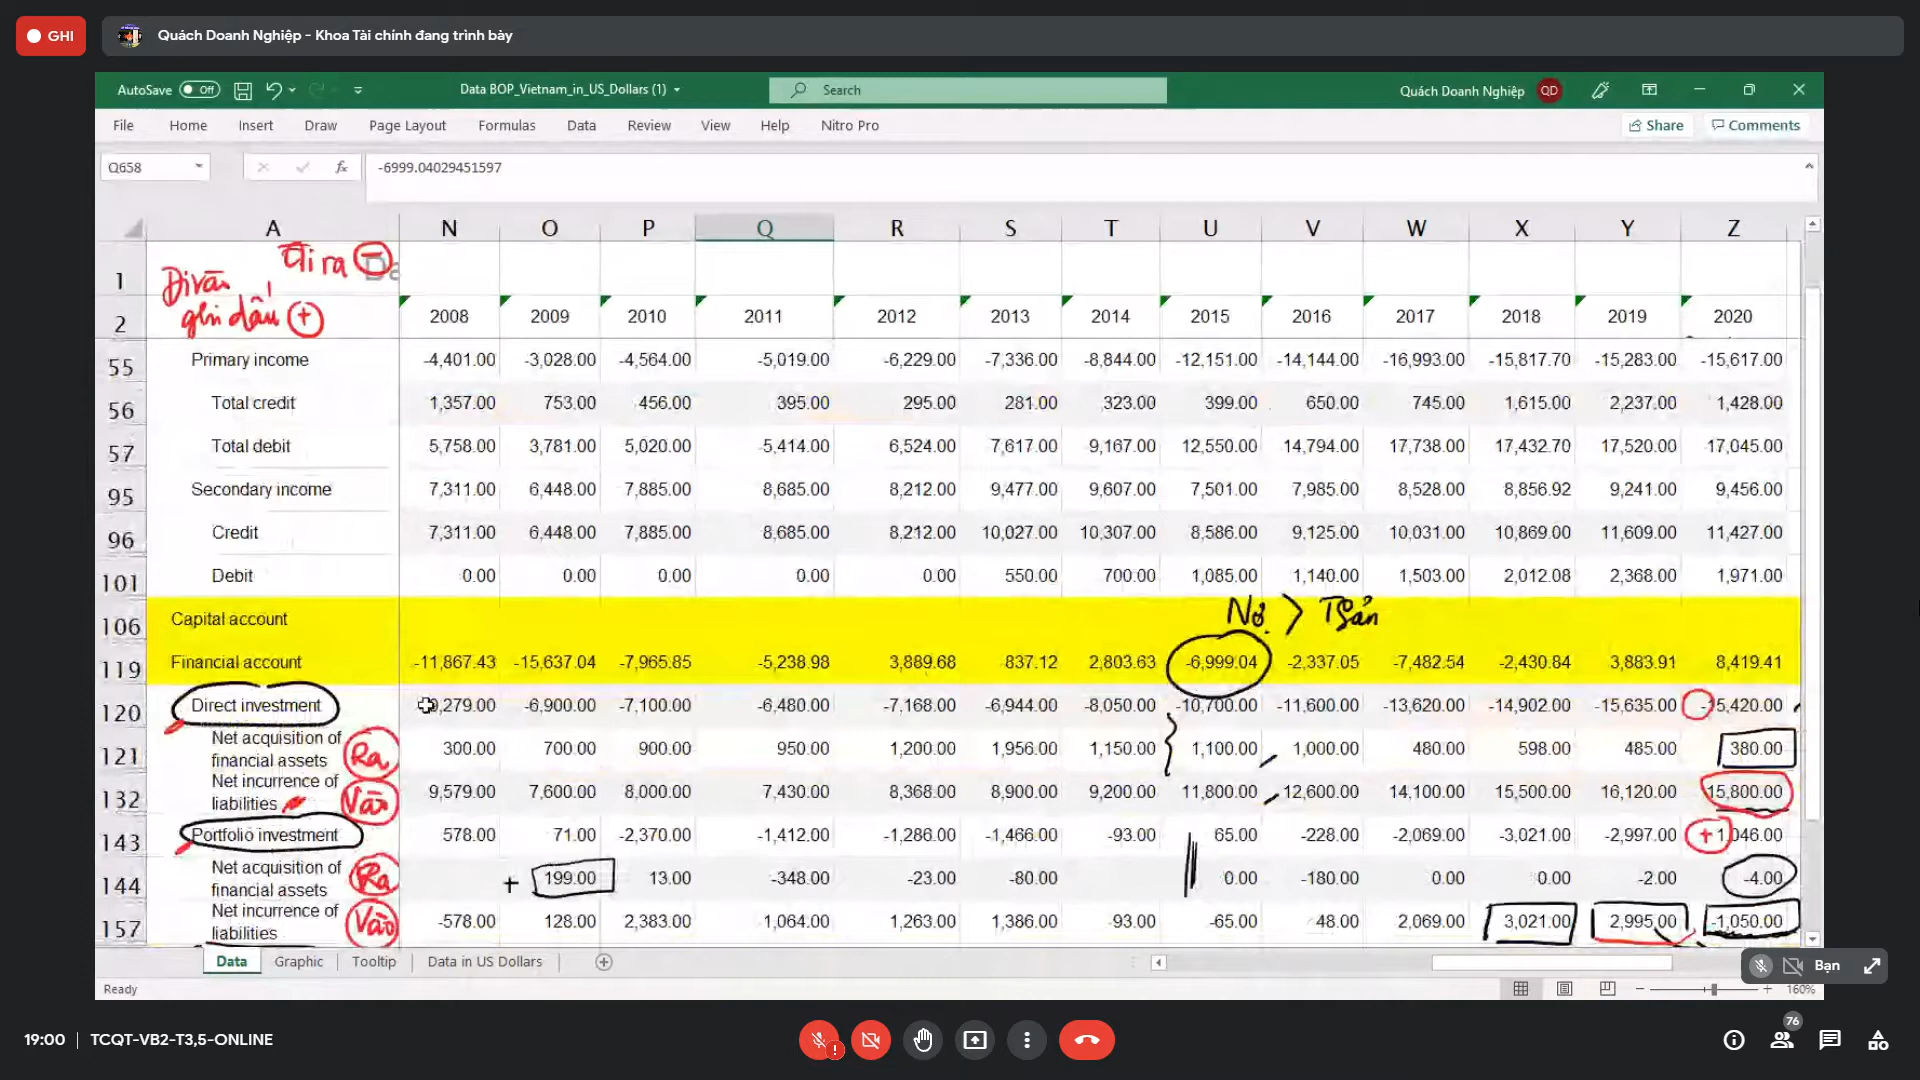 GHI Quách Doanh Nghiệp - Khoa Tài chính đang trình bày
AutoSave Off Data BOP_Vietnam_in_US_Dollars (1) Search Quách Doanh Nghiệp QD
File Home Insert Draw Page Layout Formulas Data Review View Help Nitro Pro Share Comments
Q658 fx -6999.04029451597
A N O P Q R S T U V W X Y Z
Đi ra −
1 Đi vào
ghi dấu +
2 2008 2009 2010 2011 2012 2013 2014 2015 2016 2017 2018 2019 2020
55 Primary income -4,401.00 -3,028.00 -4,564.00 -5,019.00 -6,229.00 -7,336.00 -8,844.00 -12,151.00 -14,144.00 -16,993.00 -15,817.70 -15,283.00 -15,617.00
56 Total credit 1,357.00 753.00 456.00 395.00 295.00 281.00 323.00 399.00 650.00 745.00 1,615.00 2,237.00 1,428.00
57 Total debit 5,758.00 3,781.00 5,020.00 5,414.00 6,524.00 7,617.00 9,167.00 12,550.00 14,794.00 17,738.00 17,432.70 17,520.00 17,045.00
95 Secondary income 7,311.00 6,448.00 7,885.00 8,685.00 8,212.00 9,477.00 9,607.00 7,501.00 7,985.00 8,528.00 8,856.92 9,241.00 9,456.00
96 Credit 7,311.00 6,448.00 7,885.00 8,685.00 8,212.00 10,027.00 10,307.00 8,586.00 9,125.00 10,031.00 10,869.00 11,609.00 11,427.00
101 Debit 0.00 0.00 0.00 0.00 0.00 550.00 700.00 1,085.00 1,140.00 1,503.00 2,012.08 2,368.00 1,971.00
106 Capital account Nợ > Tsản
119 Financial account -11,867.43 -15,637.04 -7,965.85 -5,238.98 3,889.68 837.12 2,803.63 -6,999.04 -2,337.05 -7,482.54 -2,430.84 3,883.91 8,419.41
120 Direct investment 9,279.00 -6,900.00 -7,100.00 -6,480.00 -7,168.00 -6,944.00 -8,050.00 -10,700.00 -11,600.00 -13,620.00 -14,902.00 -15,635.00 -15,420.00
Net acquisition of
121 financial assets Ra 300.00 700.00 900.00 950.00 1,200.00 1,956.00 1,150.00 1,100.00 1,000.00 480.00 598.00 485.00 380.00
Net incurrence of
132 liabilities Vào 9,579.00 7,600.00 8,000.00 7,430.00 8,368.00 8,900.00 9,200.00 11,800.00 12,600.00 14,100.00 15,500.00 16,120.00 15,800.00
143 Portfolio investment 578.00 71.00 -2,370.00 -1,412.00 -1,286.00 -1,466.00 -93.00 65.00 -228.00 -2,069.00 -3,021.00 -2,997.00 + 1,046.00
Net acquisition of
144 financial assets Ra + 199.00 13.00 -348.00 -23.00 -80.00 0.00 -180.00 0.00 0.00 -2.00 -4.00
Net incurrence of
157 liabilities Vào -578.00 128.00 2,383.00 1,064.00 1,263.00 1,386.00 -93.00 -65.00 48.00 2,069.00 3,021.00 2,995.00 -1,050.00
Data Graphic Tooltip Data in US Dollars
Bạn
Ready 160%
19:00 | TCQT-VB2-T3,5-ONLINE 76